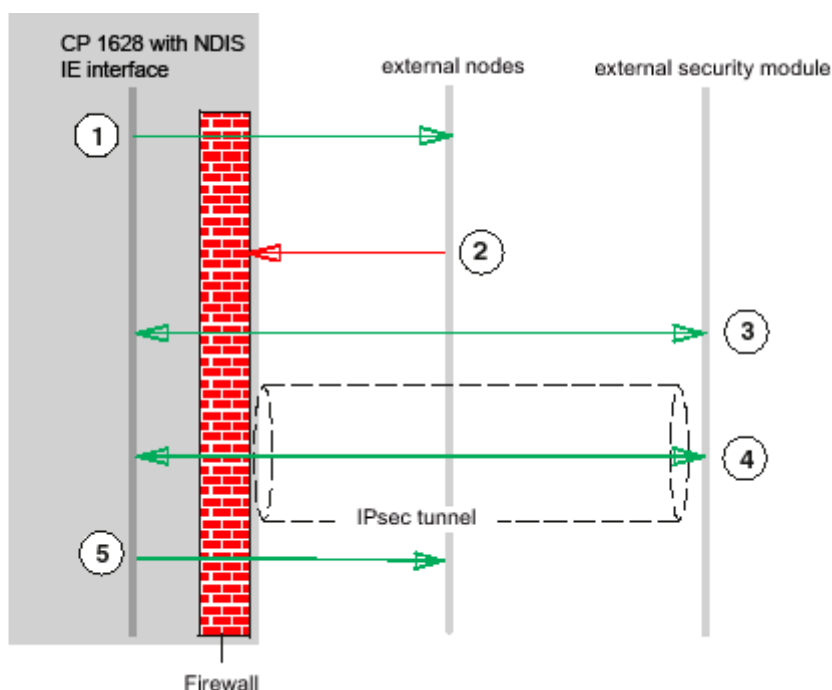 CP 1628 with NDIS
IE interface
external nodes
external security module
1
2
3
4
IPsec tunnel
5
Firewall